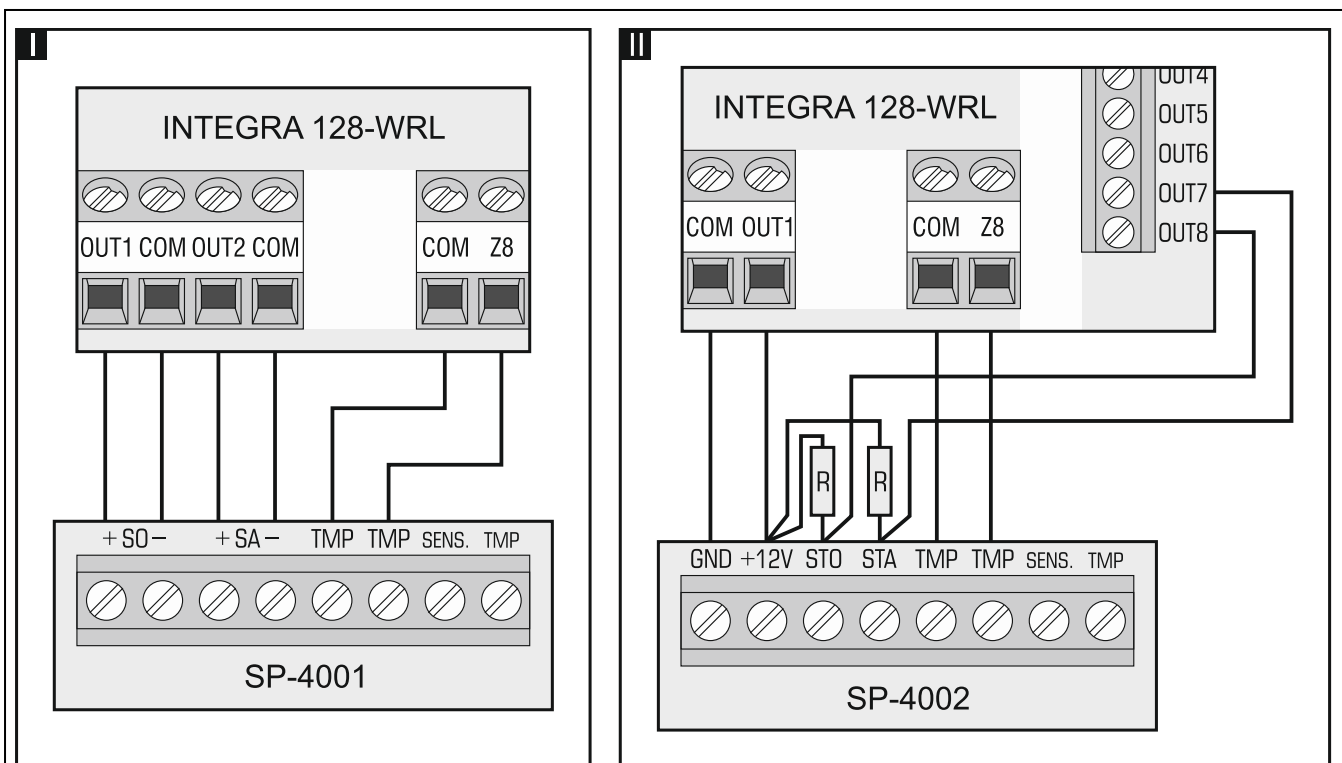 I
INTEGRA 128-WRL
OUT1 COM OUT2 COM
COM Z8
+ SO − + SA − TMP TMP SENS. TMP
SP-4001
II
INTEGRA 128-WRL
OUT4
OUT5
OUT6
OUT7
OUT8
COM OUT1
COM Z8
R R
GND +12V STO STA TMP TMP SENS. TMP
SP-4002